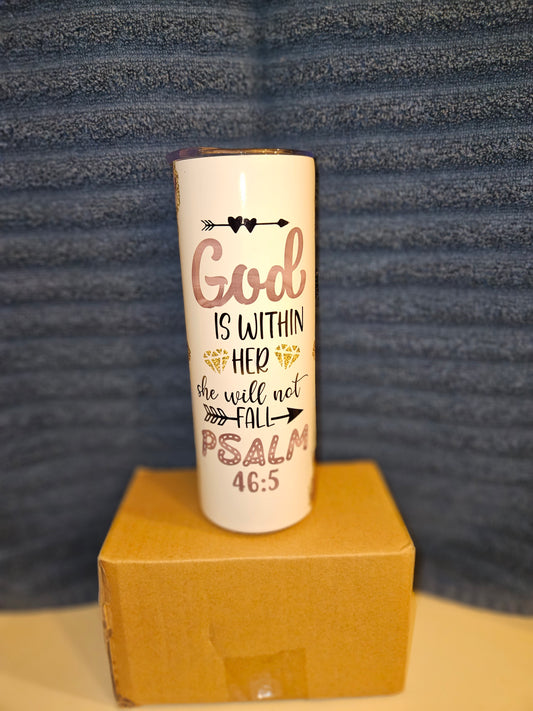 God
IS WITHIN
HER
she will not
FALL
PSALM
46:5